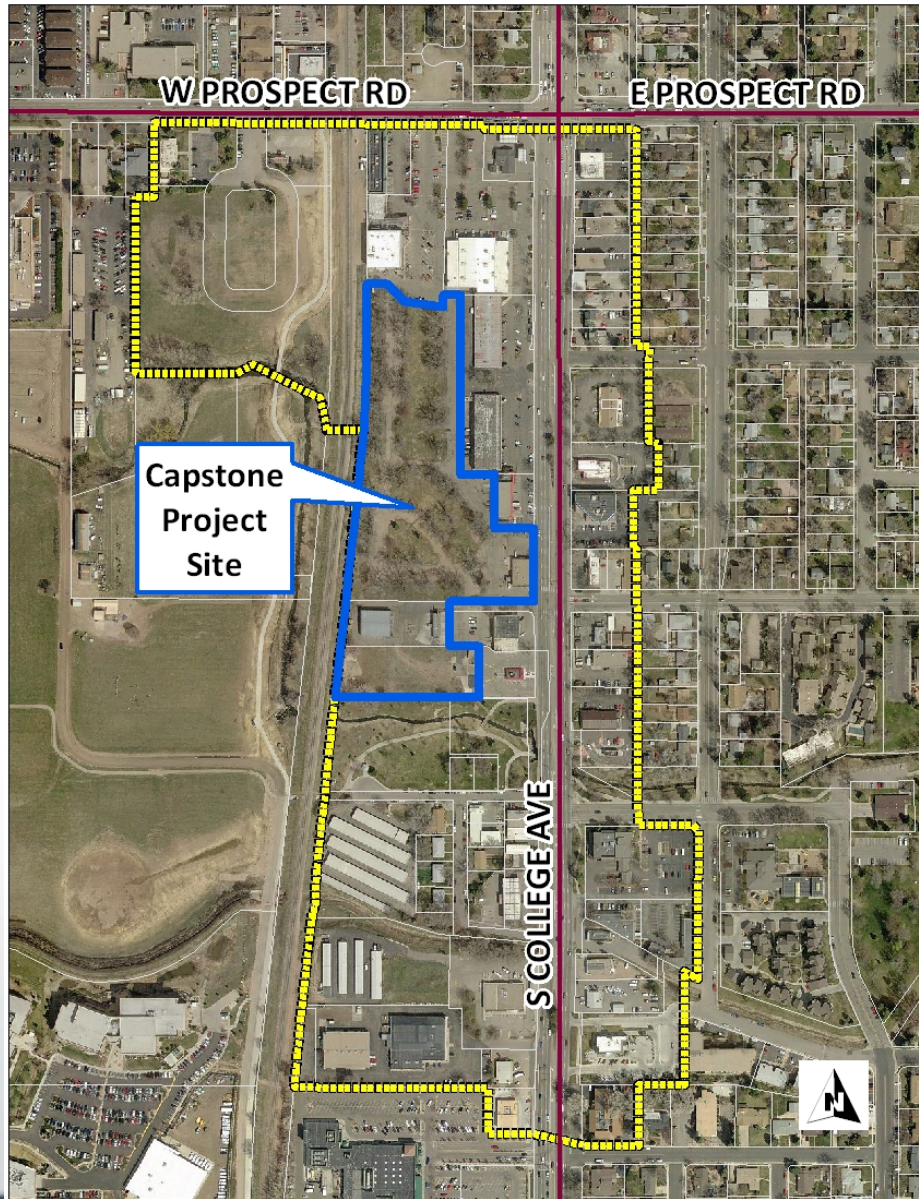 W PROSPECT RD
E PROSPECT RD
Capstone
Project
Site
S COLLEGE AVE
N